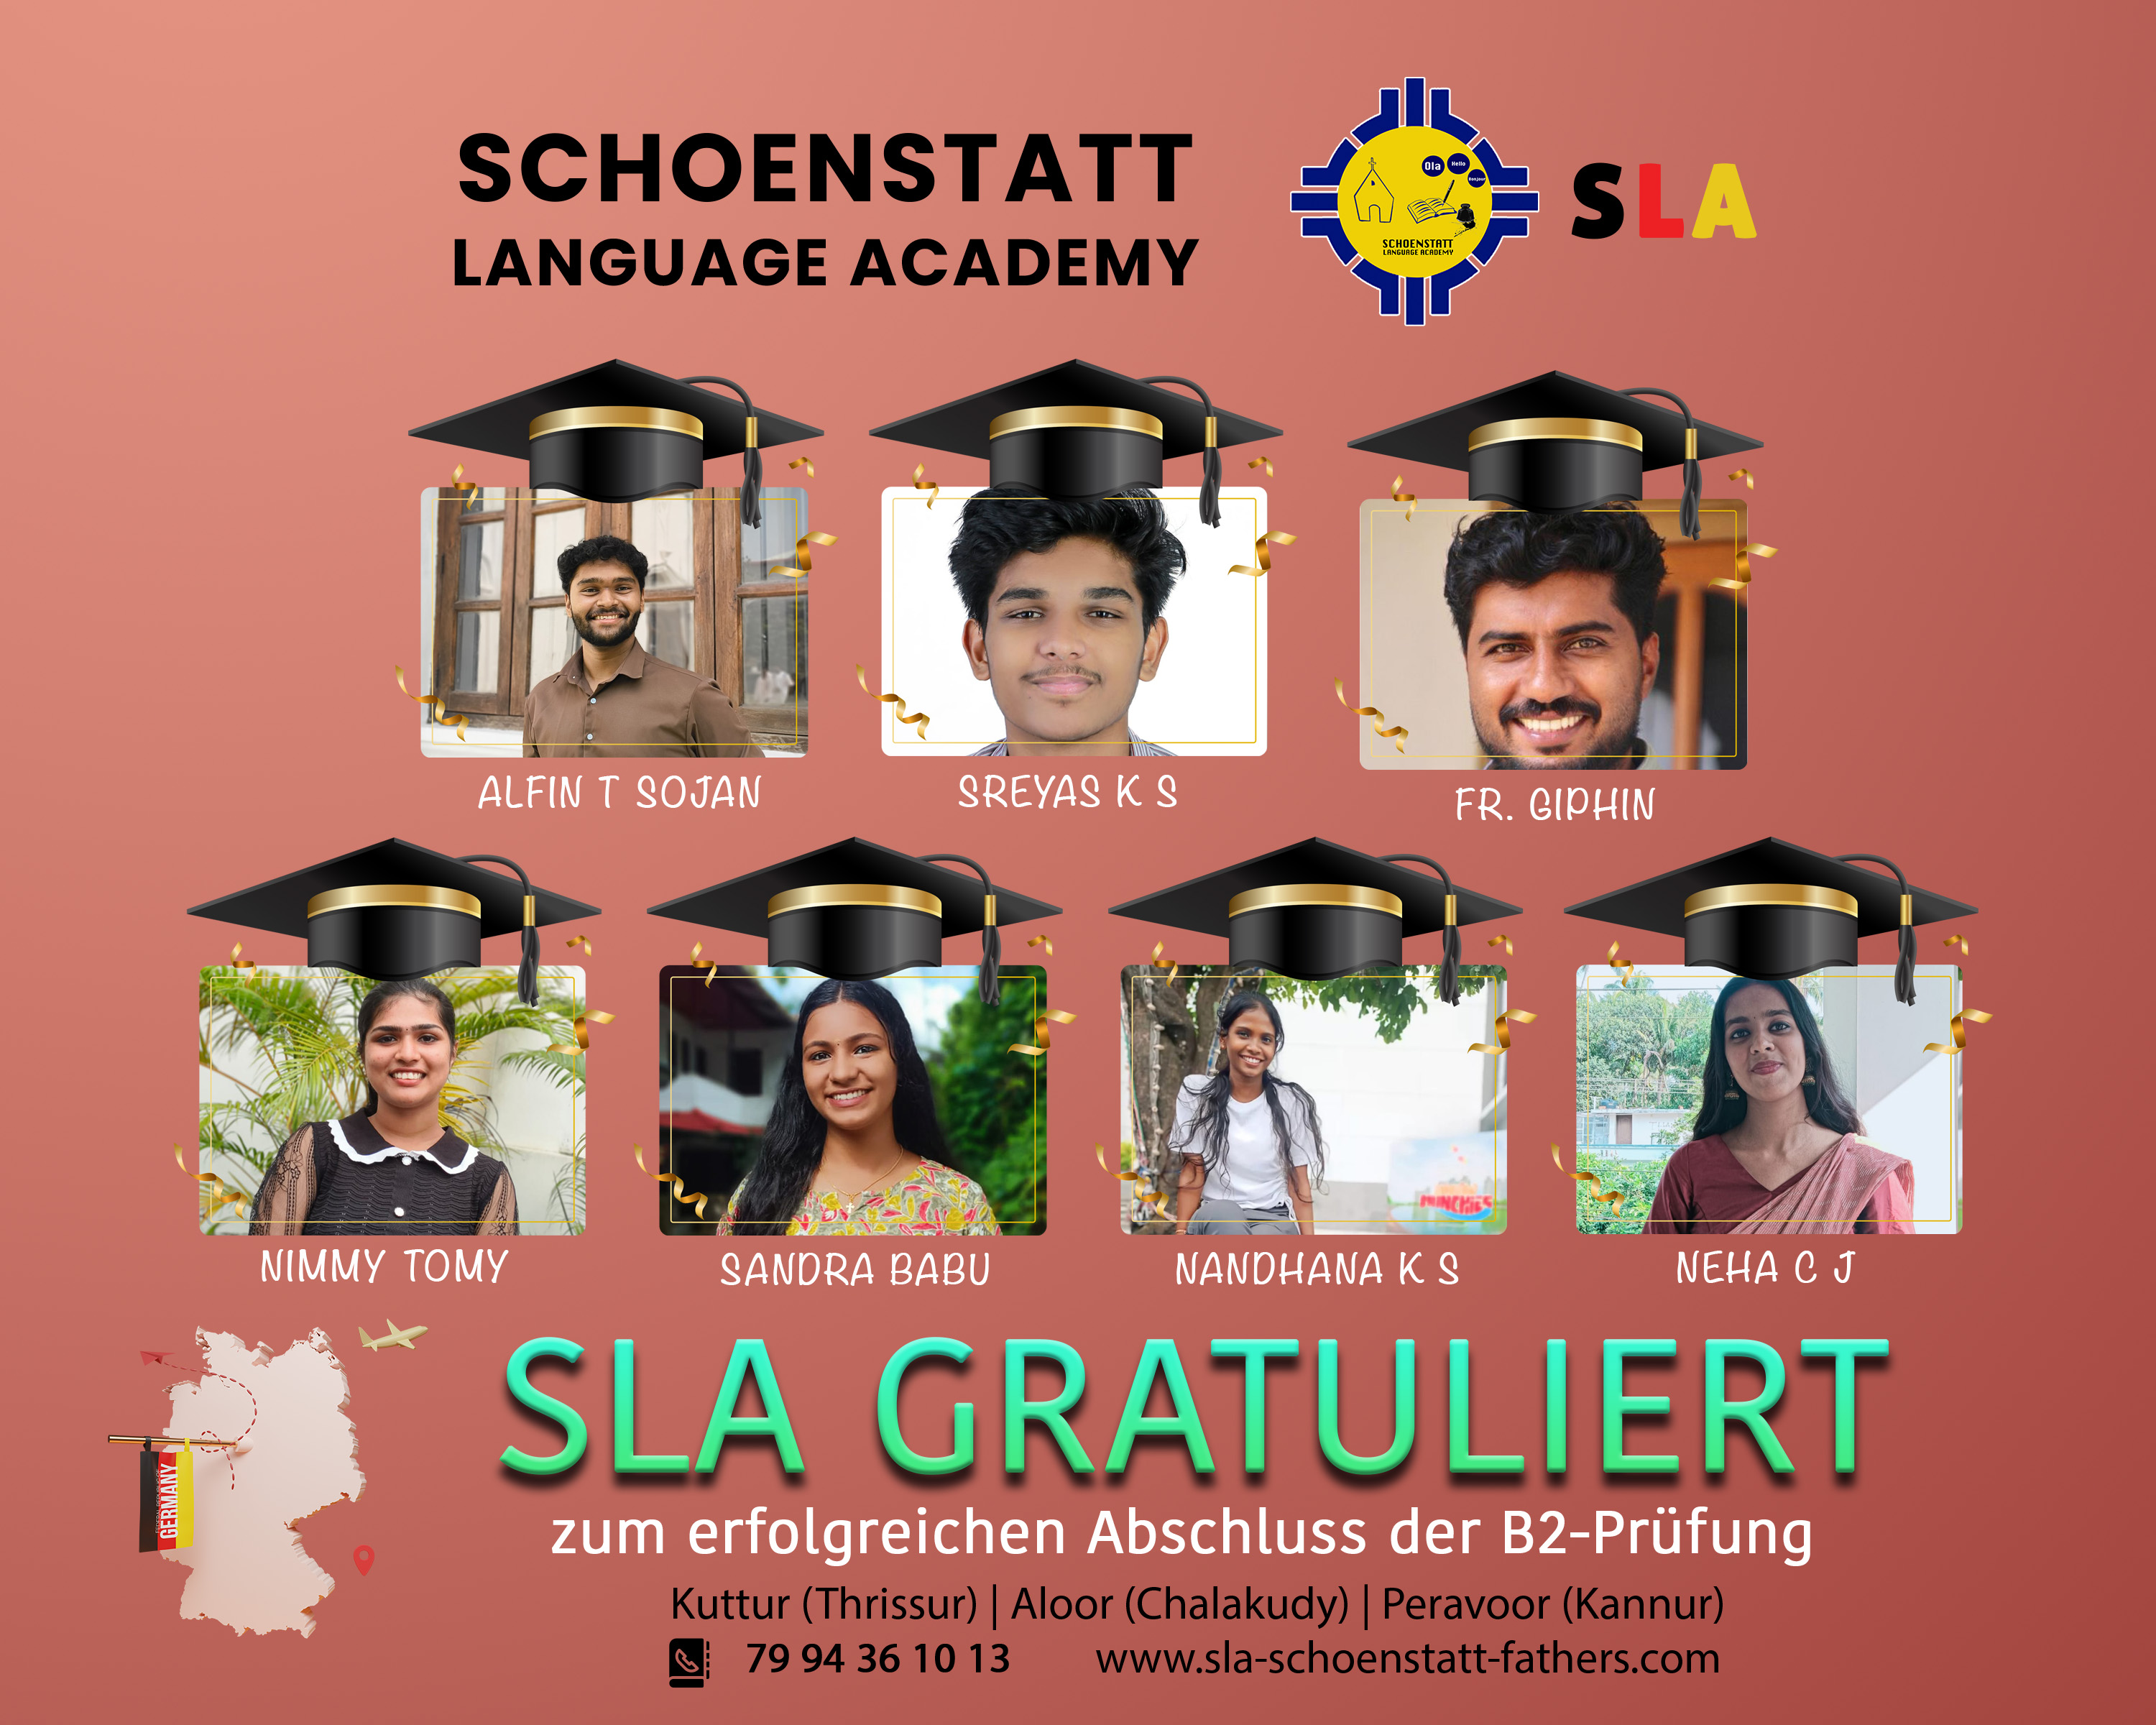 SCHOENSTATT
LANGUAGE ACADEMY
Ola
Hello
Bonjour
SCHOENSTATT
LANGUAGE ACADEMY
SLA
ALFIN T SOJAN
SREYAS K S
FR. GIPHIN
MUNCHIES
NIMMY TOMY
SANDRA BABU
NANDHANA K S
NEHA C J
GERMANY
SLA GRATULIERT
zum erfolgreichen Abschluss der B2-Prüfung
Kuttur (Thrissur) | Aloor (Chalakudy) | Peravoor (Kannur)
79 94 36 10 13
www.sla-schoenstatt-fathers.com